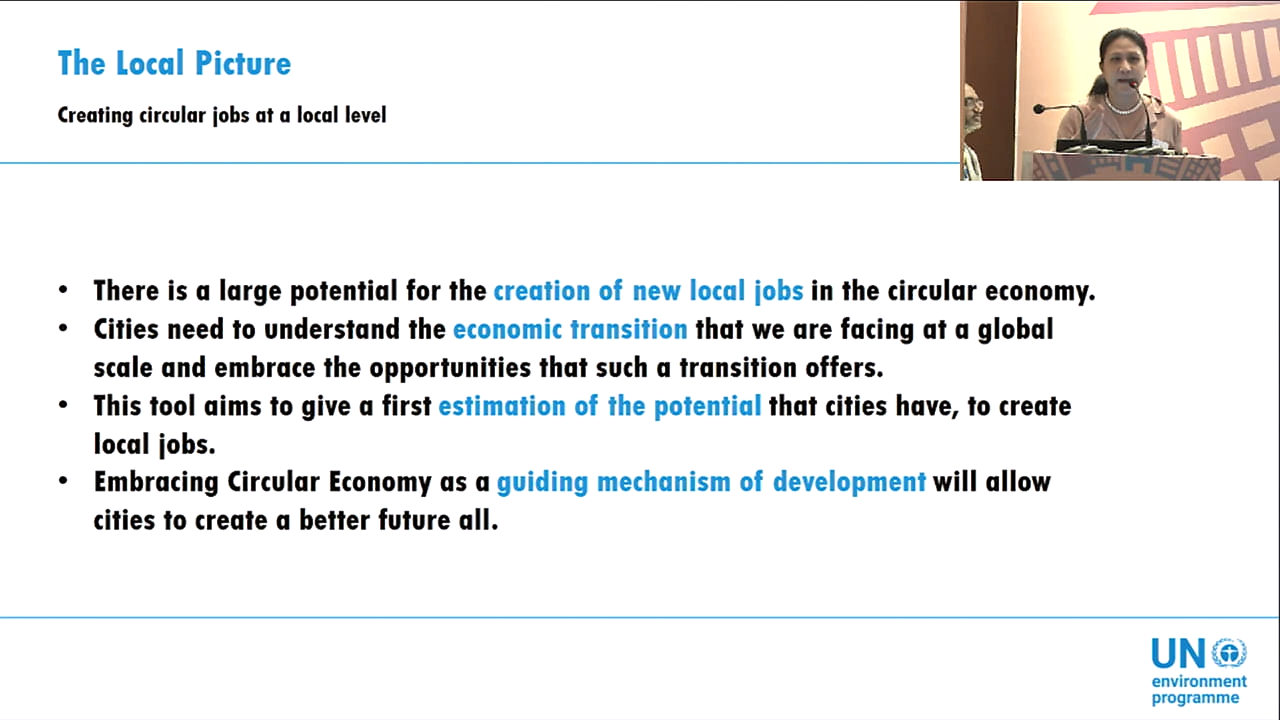 The Local Picture
Creating circular jobs at a local level
• There is a large potential for the creation of new local jobs in the circular economy.
• Cities need to understand the economic transition that we are facing at a global
scale and embrace the opportunities that such a transition offers.
• This tool aims to give a first estimation of the potential that cities have, to create
local jobs.
• Embracing Circular Economy as a guiding mechanism of development will allow
cities to create a better future all.
UN
environment
programme